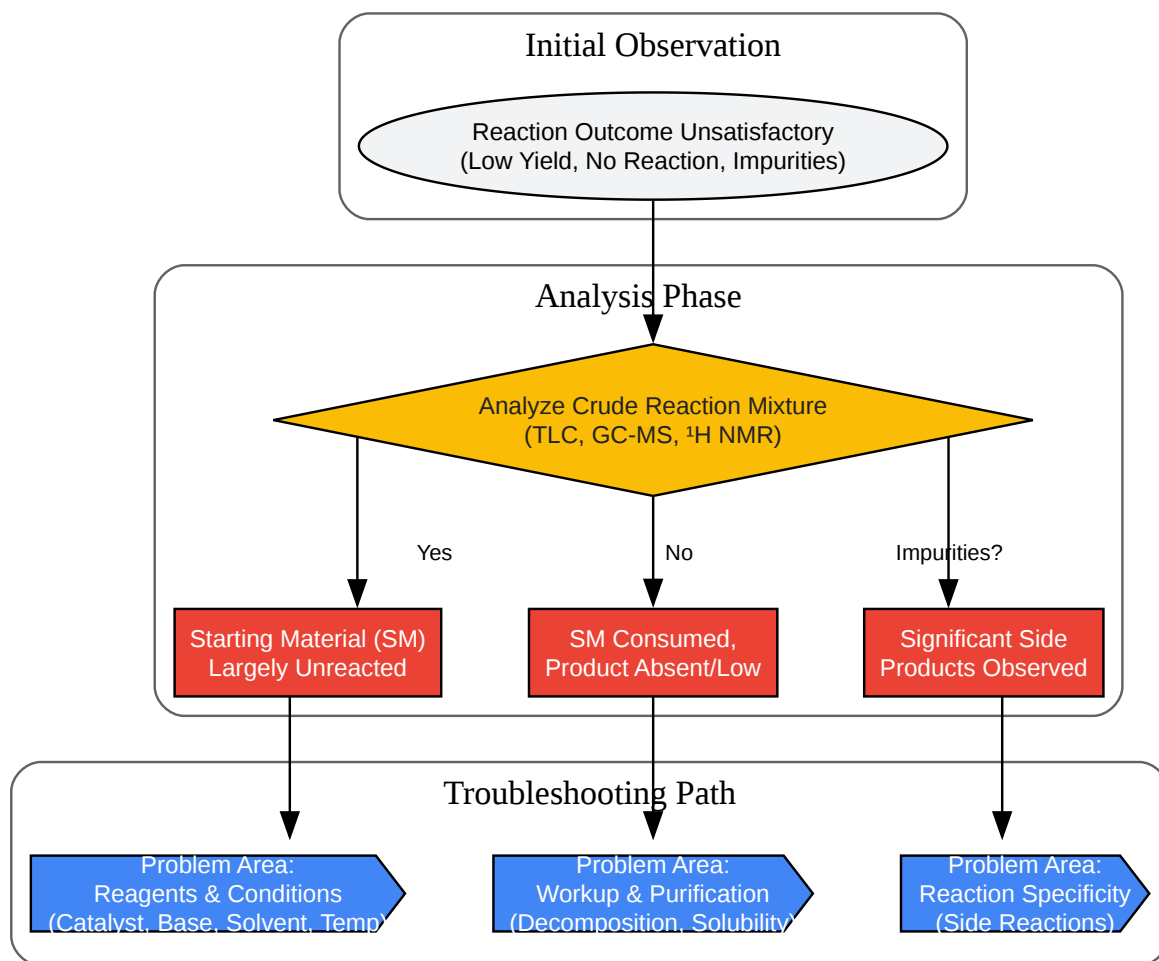 Initial Observation
Reaction Outcome Unsatisfactory
(Low Yield, No Reaction, Impurities)
Analysis Phase
Analyze Crude Reaction Mixture
(TLC, GC-MS, ¹H NMR)
Yes
No
Impurities?
Starting Material (SM)
Largely Unreacted
SM Consumed,
Product Absent/Low
Significant Side
Products Observed
Troubleshooting Path
Problem Area:
Reagents & Conditions
(Catalyst, Base, Solvent, Temp)
Problem Area:
Workup & Purification
(Decomposition, Solubility)
Problem Area:
Reaction Specificity
(Side Reactions)